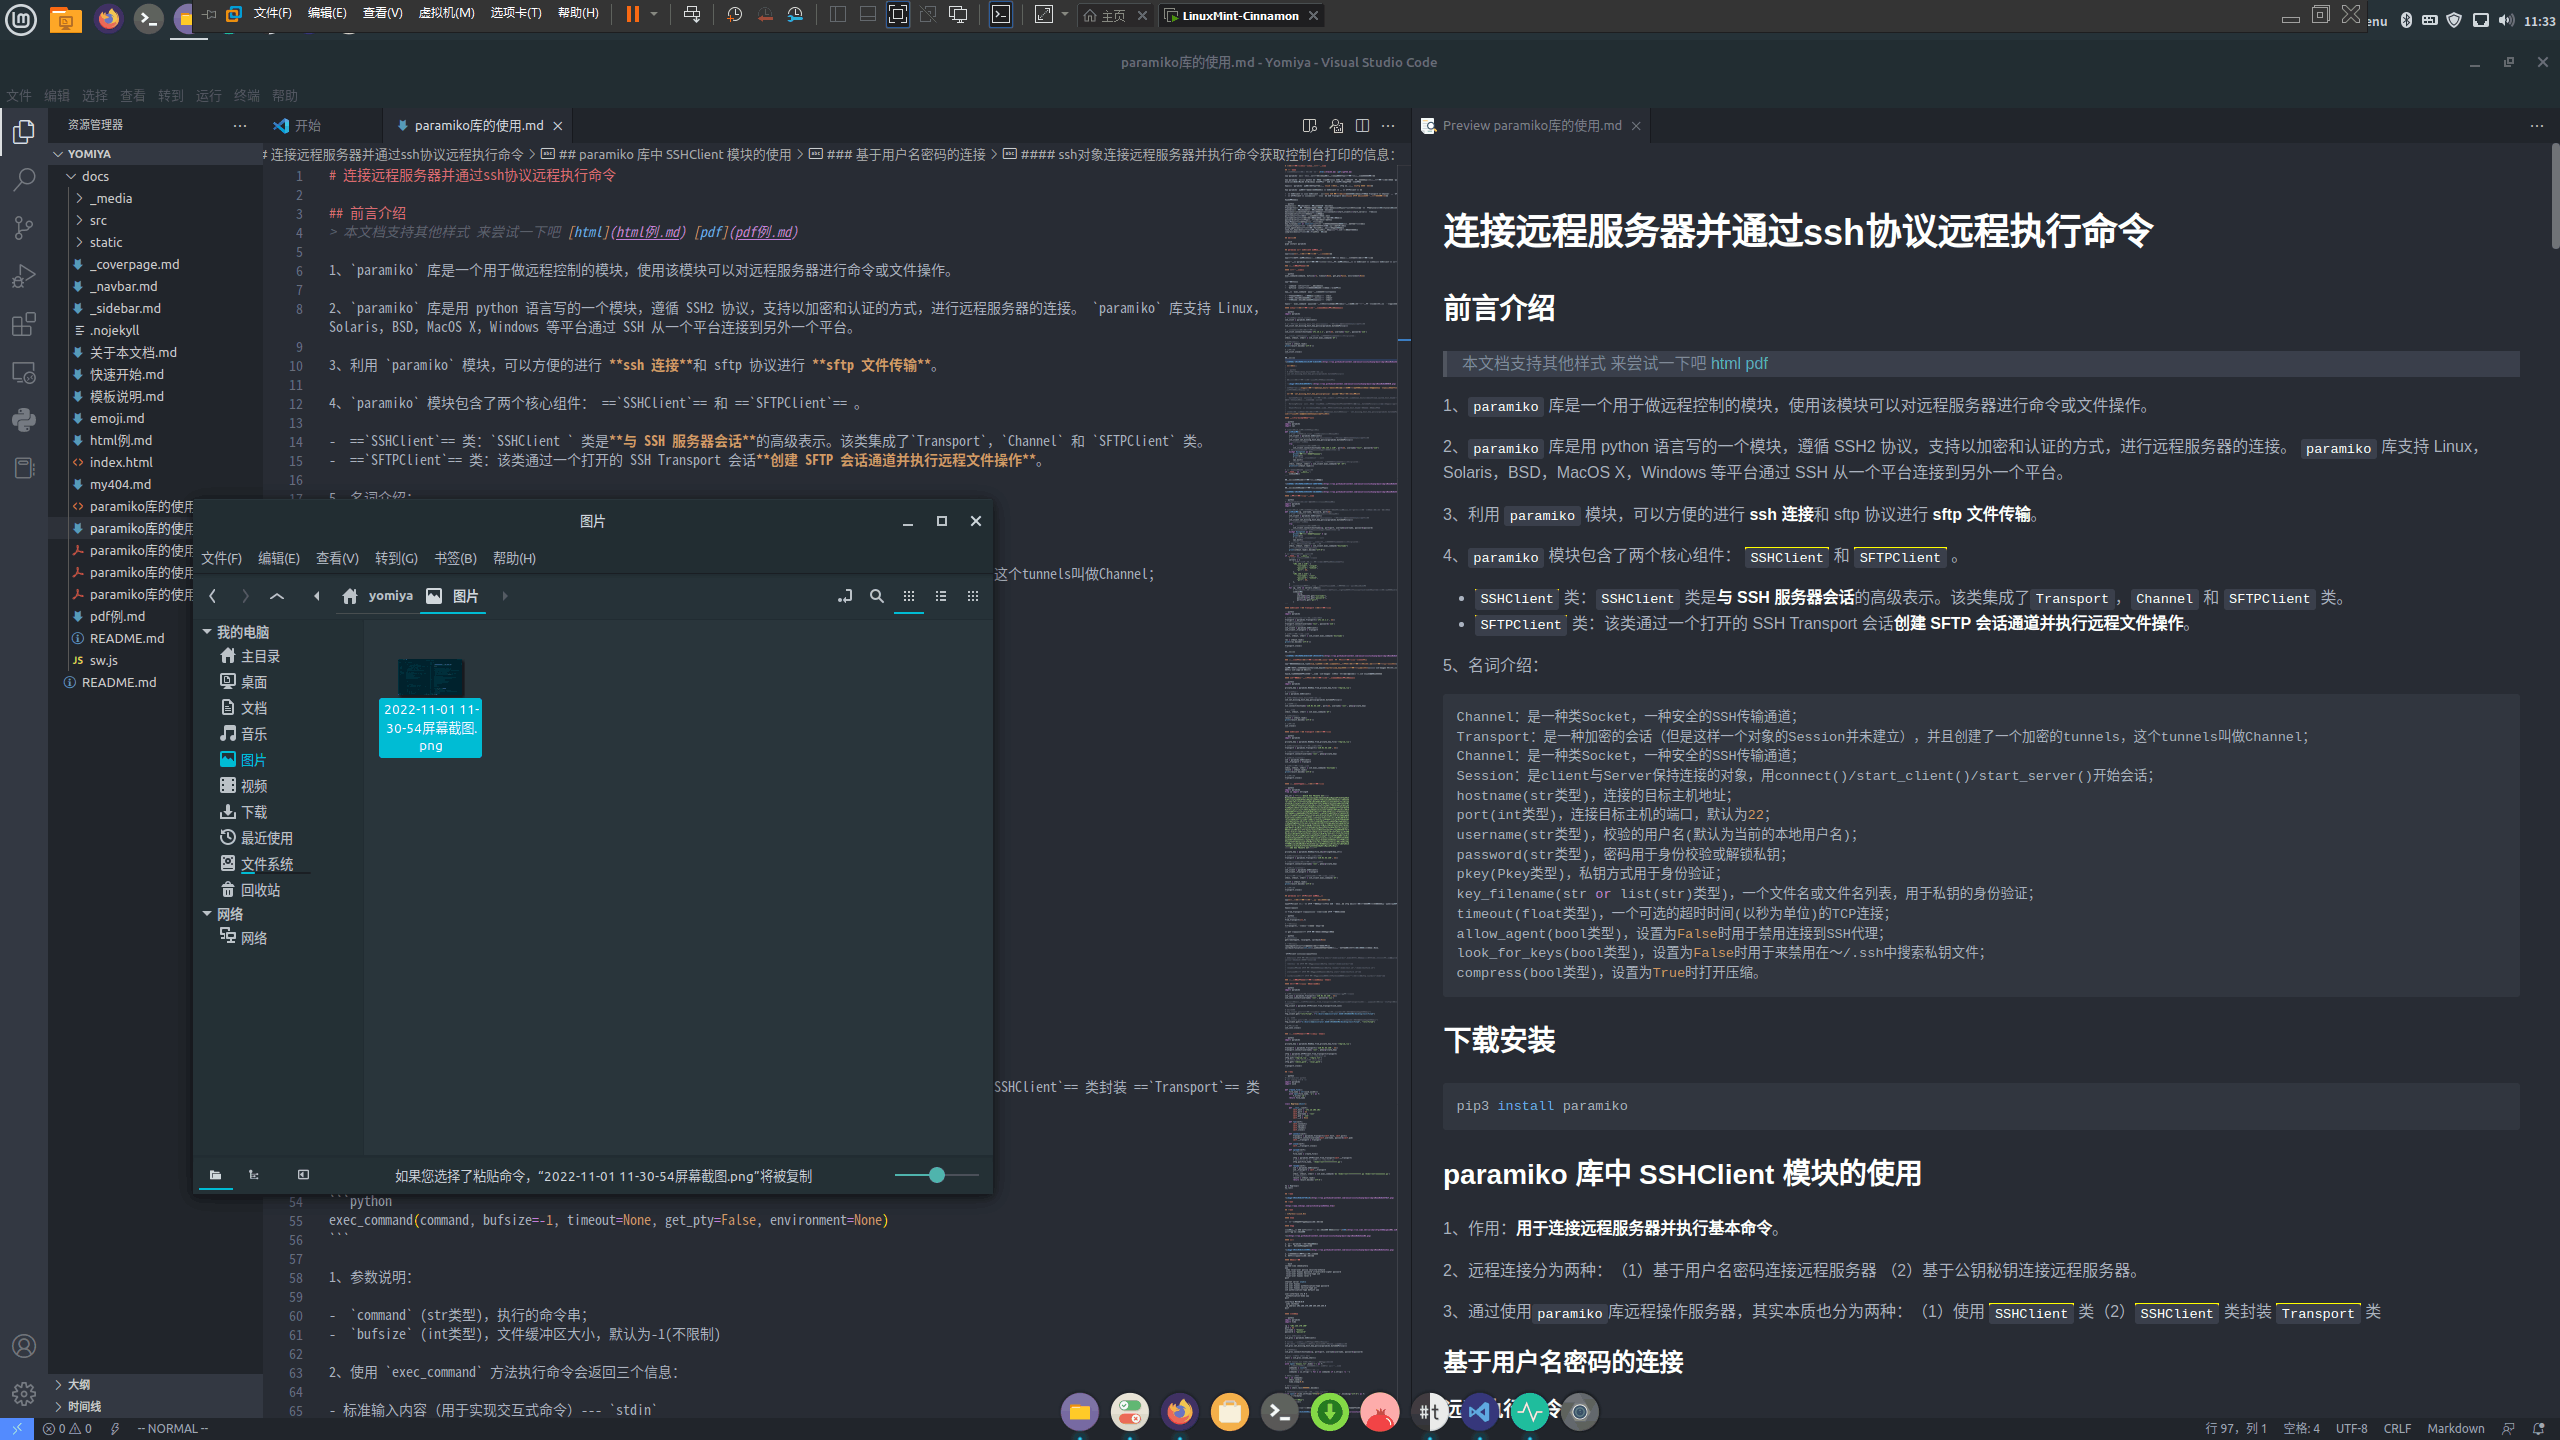 文件(F) 编辑(E) 查看(V) 虚拟机(M) 选项卡(T) 帮助(H) 主页 LinuxMint-Cinnamon enu 11:33
paramiko库的使用.md - Yomiya - Visual Studio Code
文件 编辑 选择 查看 转到 运行 终端 帮助
资源管理器
YOMIYA
docs
_media
src
static
_coverpage.md
_navbar.md
_sidebar.md
.nojekyll
关于本文档.md
快速开始.md
模板说明.md
emoji.md
html例.md
index.html
my404.md
paramiko库的使用
paramiko库的使用
paramiko库的使用
paramiko库的使用
paramiko库的使用
pdf例.md
README.md
sw.js
README.md
大纲
时间线
开始 paramiko库的使用.md
# 连接远程服务器并通过ssh协议远程执行命令 > ## paramiko 库中 SSHClient 模块的使用 > ### 基于用户名密码的连接 > #### ssh对象连接远程服务器并执行命令获取控制台打印的信息：
1 # 连接远程服务器并通过ssh协议远程执行命令
2
3 ## 前言介绍
4 > 本文档支持其他样式 来尝试一下吧 [html](html例.md) [pdf](pdf例.md)
5
6 1、`paramiko` 库是一个用于做远程控制的模块，使用该模块可以对远程服务器进行命令或文件操作。
7
8 2、`paramiko` 库是用 python 语言写的一个模块，遵循 SSH2 协议，支持以加密和认证的方式，进行远程服务器的连接。 `paramiko` 库支持 Linux，
Solaris，BSD，MacOS X，Windows 等平台通过 SSH 从一个平台连接到另外一个平台。
9
10 3、利用 `paramiko` 模块，可以方便的进行 **ssh 连接**和 sftp 协议进行 **sftp 文件传输**。
11
12 4、`paramiko` 模块包含了两个核心组件： ==`SSHClient`== 和 ==`SFTPClient`== 。
13
14 - ==`SSHClient`== 类：`SSHClient ` 类是**与 SSH 服务器会话**的高级表示。该类集成了`Transport`，`Channel` 和 `SFTPClient` 类。
15 - ==`SFTPClient`== 类：该类通过一个打开的 SSH Transport 会话**创建 SFTP 会话通道并执行远程文件操作**。
16
17 5、名词介绍：
这个tunnels叫做Channel；
SSHClient`== 类封装 ==`Transport`== 类
图片
文件(F) 编辑(E) 查看(V) 转到(G) 书签(B) 帮助(H)
yomiya 图片
我的电脑
主目录
桌面
文档
音乐
图片
视频
下载
最近使用
文件系统
回收站
网络
网络
2022-11-01 11-
30-54屏幕截图.
png
如果您选择了粘贴命令，“2022-11-01 11-30-54屏幕截图.png”将被复制
54 ```python
55 exec_command(command, bufsize=-1, timeout=None, get_pty=False, environment=None)
56 ```
57
58 1、参数说明：
59
60 - `command` (str类型)，执行的命令串；
61 - `bufsize` (int类型)，文件缓冲区大小，默认为-1(不限制)
62
63 2、使用 `exec_command` 方法执行命令会返回三个信息：
64
65 - 标准输入内容（用于实现交互式命令）--- `stdin`
Preview paramiko库的使用.md
连接远程服务器并通过ssh协议远程执行命令
前言介绍
本文档支持其他样式 来尝试一下吧 html pdf
1、paramiko 库是一个用于做远程控制的模块，使用该模块可以对远程服务器进行命令或文件操作。
2、paramiko 库是用 python 语言写的一个模块，遵循 SSH2 协议，支持以加密和认证的方式，进行远程服务器的连接。 paramiko 库支持 Linux，
Solaris，BSD，MacOS X，Windows 等平台通过 SSH 从一个平台连接到另外一个平台。
3、利用 paramiko 模块，可以方便的进行 ssh 连接和 sftp 协议进行 sftp 文件传输。
4、paramiko 模块包含了两个核心组件： SSHClient 和 SFTPClient 。
• SSHClient 类：SSHClient 类是与 SSH 服务器会话的高级表示。该类集成了Transport，Channel 和 SFTPClient 类。
• SFTPClient 类：该类通过一个打开的 SSH Transport 会话创建 SFTP 会话通道并执行远程文件操作。
5、名词介绍：
Channel：是一种类Socket，一种安全的SSH传输通道；
Transport：是一种加密的会话（但是这样一个对象的Session并未建立），并且创建了一个加密的tunnels，这个tunnels叫做Channel；
Channel：是一种类Socket，一种安全的SSH传输通道；
Session：是client与Server保持连接的对象，用connect()/start_client()/start_server()开始会话；
hostname(str类型)，连接的目标主机地址；
port(int类型)，连接目标主机的端口，默认为22；
username(str类型)，校验的用户名(默认为当前的本地用户名)；
password(str类型)，密码用于身份校验或解锁私钥；
pkey(Pkey类型)，私钥方式用于身份验证；
key_filename(str or list(str)类型)，一个文件名或文件名列表，用于私钥的身份验证；
timeout(float类型)，一个可选的超时时间(以秒为单位)的TCP连接；
allow_agent(bool类型)，设置为False时用于禁用连接到SSH代理；
look_for_keys(bool类型)，设置为False时用于来禁用在～/.ssh中搜索私钥文件；
compress(bool类型)，设置为True时打开压缩。
下载安装
pip3 install paramiko
paramiko 库中 SSHClient 模块的使用
1、作用：用于连接远程服务器并执行基本命令。
2、远程连接分为两种：（1）基于用户名密码连接远程服务器 （2）基于公钥秘钥连接远程服务器。
3、通过使用paramiko库远程操作服务器，其实本质也分为两种：（1）使用 SSHClient 类（2）SSHClient 类封装 Transport 类
基于用户名密码的连接
0 0 -- NORMAL -- 行 97，列 1 空格: 4 UTF-8 CRLF Markdown